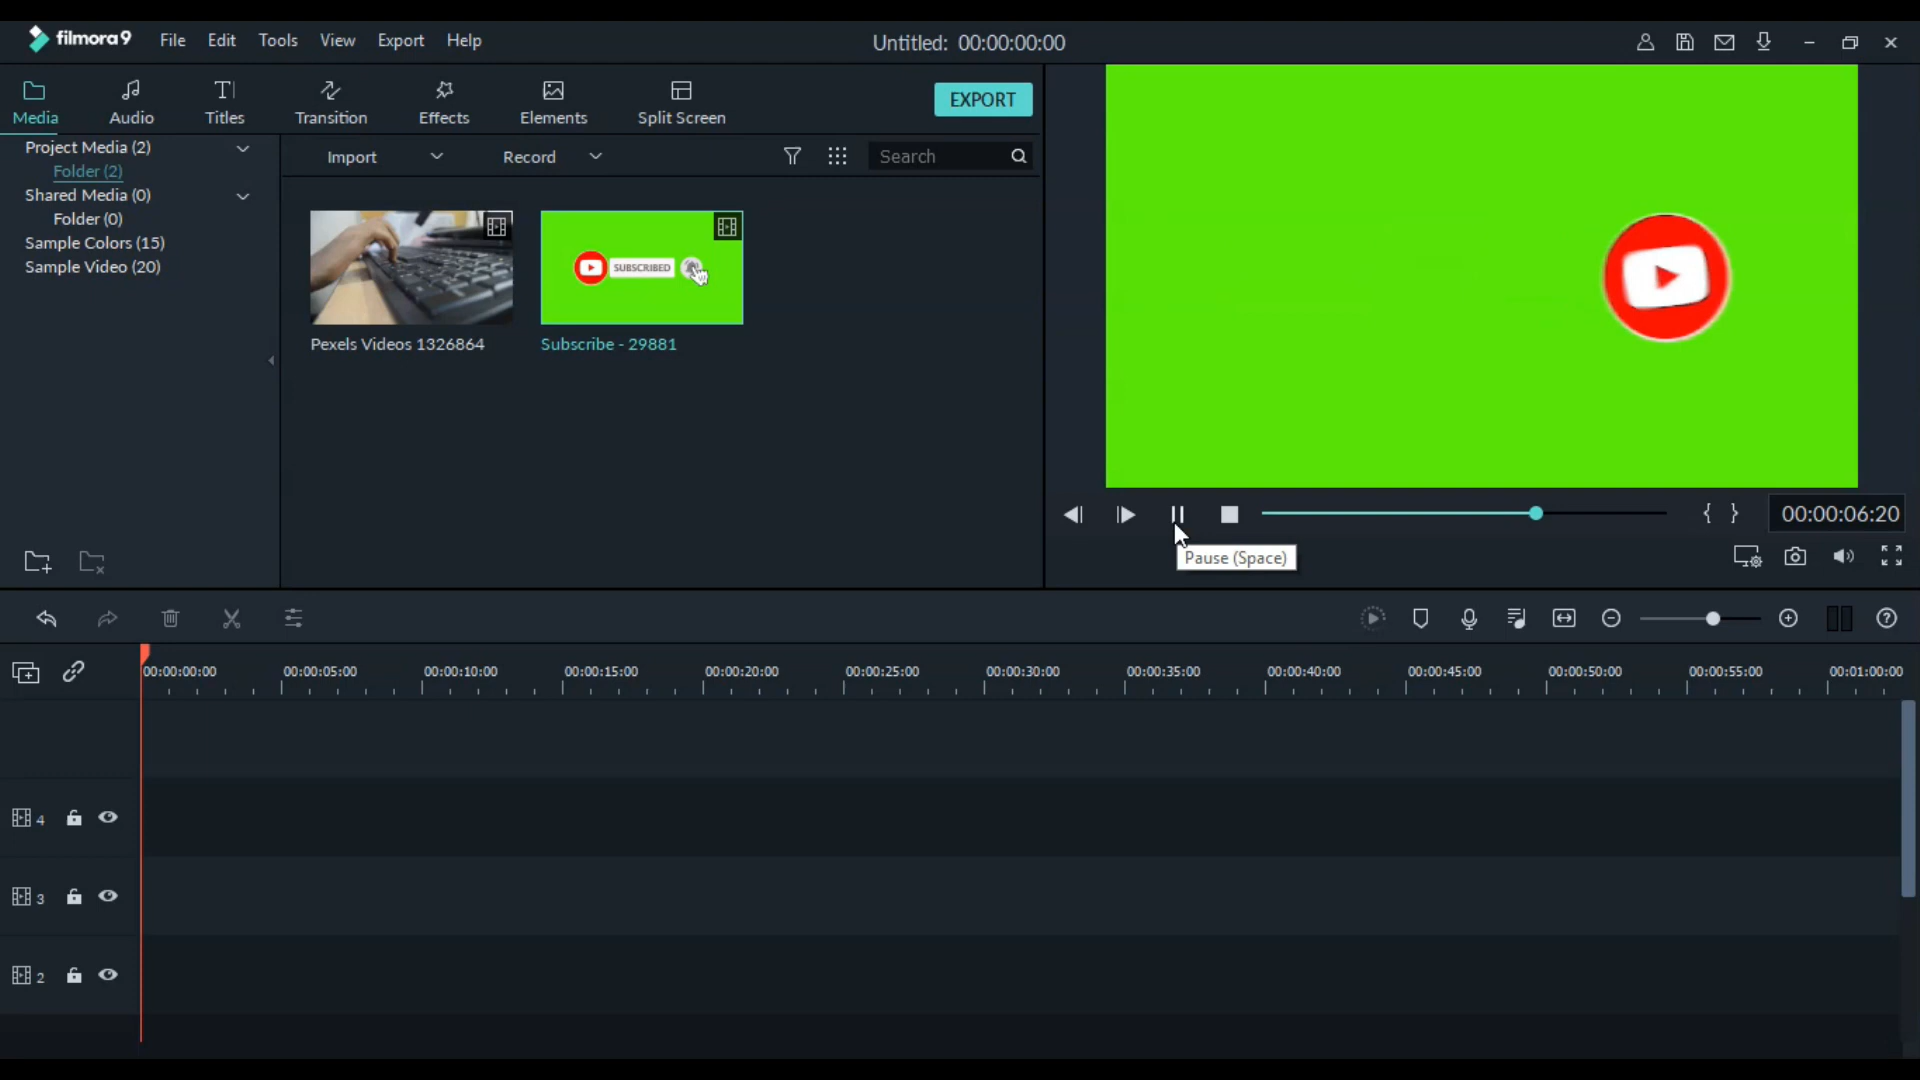 filmora9 File Edit Tools View Export Help Untitled: 00:00:00:00
Media Audio Titles Transition Effects Elements Split Screen EXPORT
Project Media (2)
Folder (2)
Shared Media (0)
Folder (0)
Sample Colors (15)
Sample Video (20)
Import Record Search
SUBSCRIBED
Pexels Videos 1326864 Subscribe - 29881
00:00:06:20
Pause (Space)
00:00:00:00 00:00:05:00 00:00:10:00 00:00:15:00 00:00:20:00 00:00:25:00 00:00:30:00 00:00:35:00 00:00:40:00 00:00:45:00 00:00:50:00 00:00:55:00 00:01:00:00
4
3
2